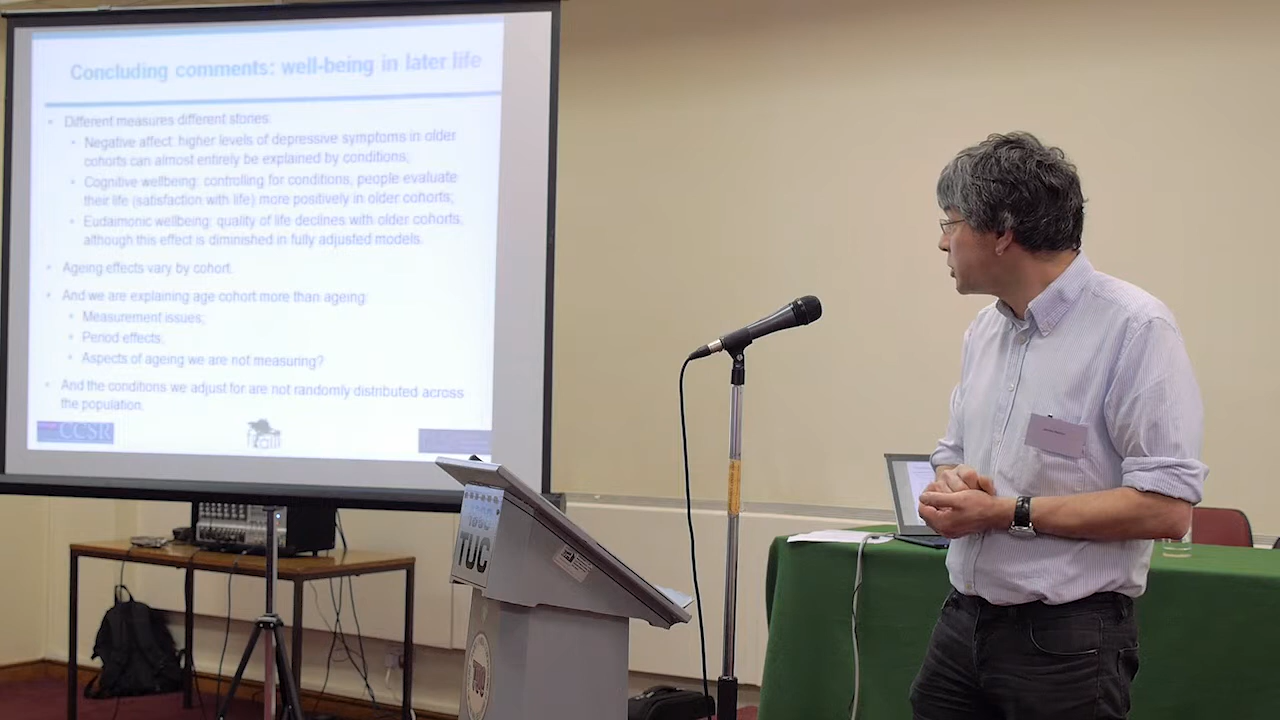 Concluding comments: well-being in later life
• Different measures different stories:
• Negative affect: higher levels of depressive symptoms in older
cohorts can almost entirely be explained by conditions;
• Cognitive wellbeing: controlling for conditions, people evaluate
their life (satisfaction with life) more positively in older cohorts;
• Eudaimonic wellbeing: quality of life declines with older cohorts,
although this effect is diminished in fully adjusted models.
• Ageing effects vary by cohort.
• And we are explaining age cohort more than ageing:
• Measurement issues;
• Period effects;
• Aspects of ageing we are not measuring?
• And the conditions we adjust for are not randomly distributed across
the population.
CCSR
TUC
TUC